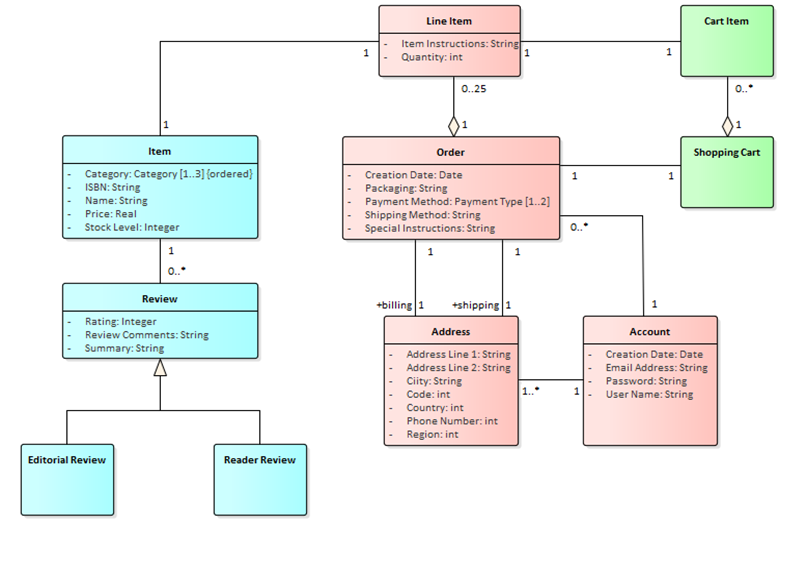 Line Item
- Item Instructions: String
- Quantity: int
Cart Item
1
1
1
0..25
0..*
1
1
1
Item
- Category: Category [1..3] {ordered}
- ISBN: String
- Name: String
- Price: Real
- Stock Level: Integer
Order
- Creation Date: Date
- Packaging: String
- Payment Method: Payment Type [1..2]
- Shipping Method: String
- Special Instructions: String
Shopping Cart
1
1
0..*
1
1
1
0..*
Review
- Rating: Integer
- Review Comments: String
- Summary: String
+billing 1
+shipping 1
1
Address
- Address Line 1: String
- Address Line 2: String
- Ciity: String
- Code: int
- Country: int
- Phone Number: int
- Region: int
Account
- Creation Date: Date
- Email Address: String
- Password: String
- User Name: String
1..*
1
Editorial Review
Reader Review